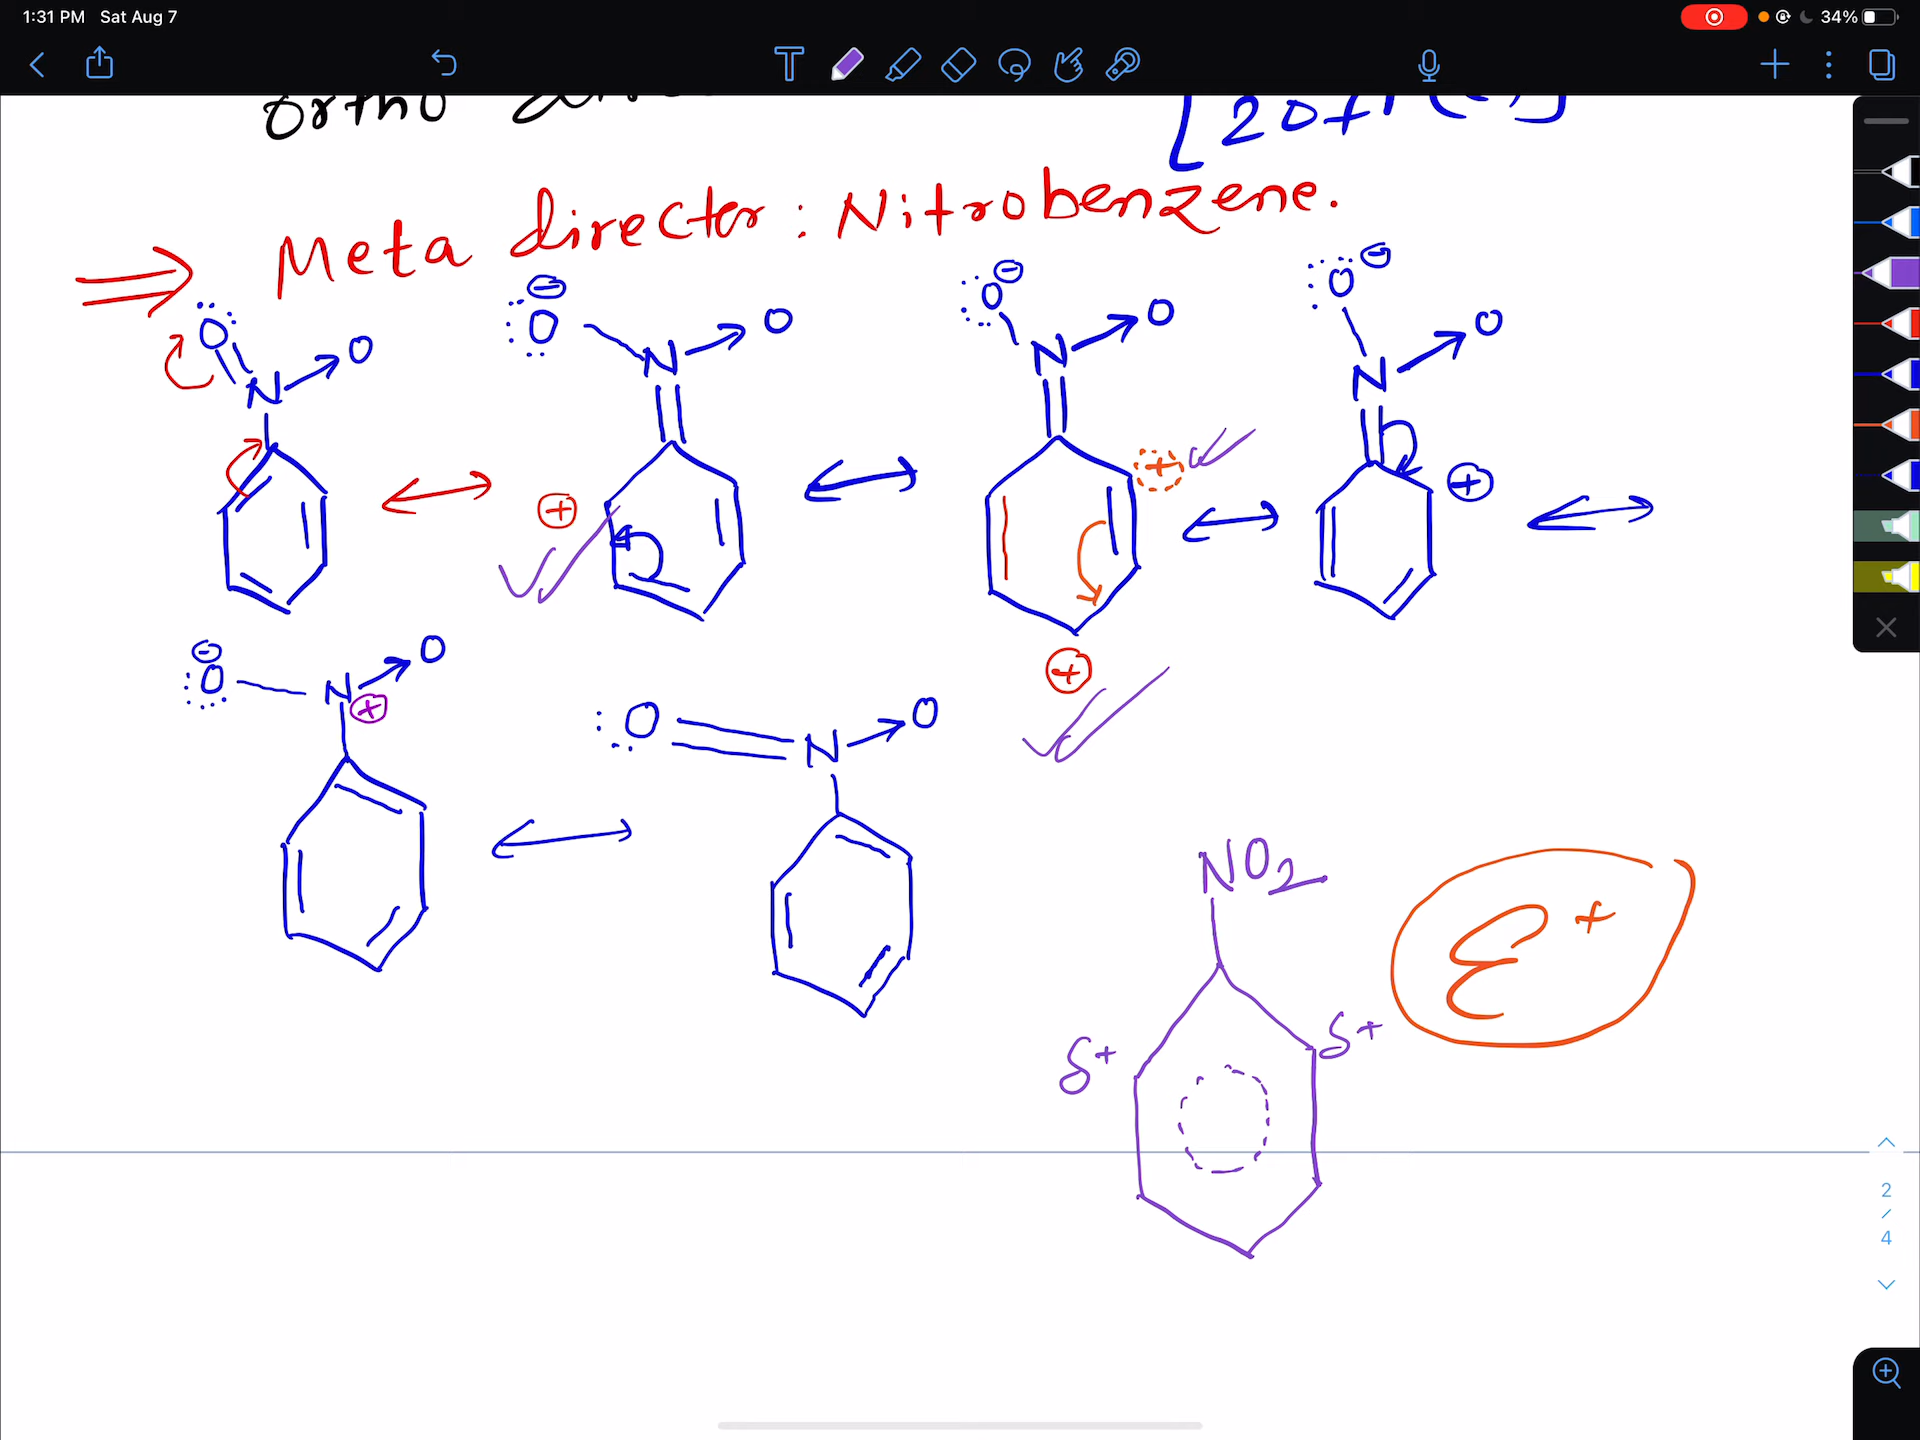 1:31 PM Sat Aug 7
34%
T
ortho
Meta director : Nitrobenzene.
⊖ ⊖ ⊖
:O: :O: O :O: O :O: O
O
N N N N
⊕ + ⊕
⊕
⊖
:O: N O
⊕
:O N O
NO2
Ɛ+
δ+ δ+
2
/
4